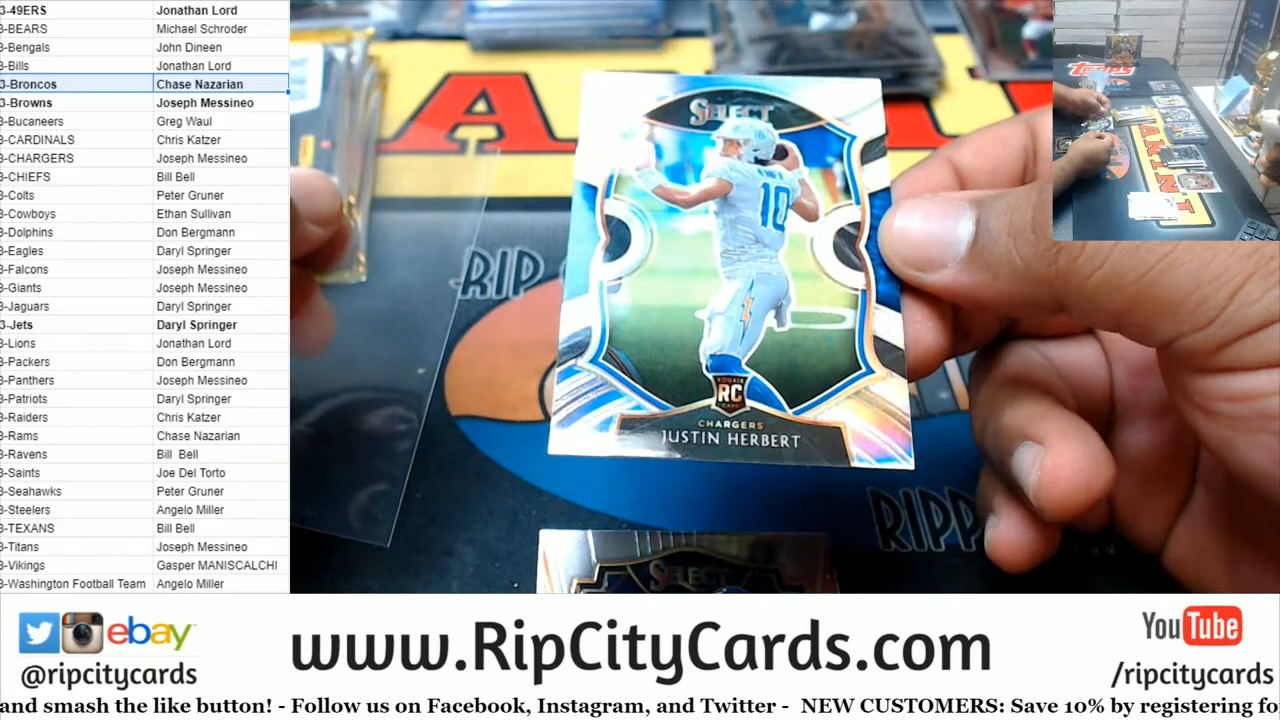 3-49ERS Jonathan Lord
3-BEARS Michael Schroder
3-Bengals John Dineen
3-Bills Jonathan Lord
3-Broncos Chase Nazarian
3-Browns Joseph Messineo
3-Bucaneers Greg Waul
3-CARDINALS Chris Katzer
3-CHARGERS Joseph Messineo
3-CHIEFS Bill Bell
3-Colts Peter Gruner
3-Cowboys Ethan Sullivan
3-Dolphins Don Bergmann
3-Eagles Daryl Springer
3-Falcons Joseph Messineo
3-Giants Joseph Messineo
3-Jaguars Daryl Springer
3-Jets Daryl Springer
3-Lions Jonathan Lord
3-Packers Don Bergmann
3-Panthers Joseph Messineo
3-Patriots Daryl Springer
3-Raiders Chris Katzer
3-Rams Chase Nazarian
3-Ravens Bill Bell
3-Saints Joe Del Torto
3-Seahawks Peter Gruner
3-Steelers Angelo Miller
3-TEXANS Bill Bell
3-Titans Joseph Messineo
3-Vikings Gasper MANISCALCHI
3-Washington Football Team Angelo Miller
SELECT
10
10
ROOKIE
RC
CARD
CHARGERS
JUSTIN HERBERT
RIP
RIPP
SELECT
Topps
ebay
@ripcitycards
www.RipCityCards.com
YouTube
/ripcitycards
and smash the like button! - Follow us on Facebook, Instagram, and Twitter - NEW CUSTOMERS: Save 10% by registering fo